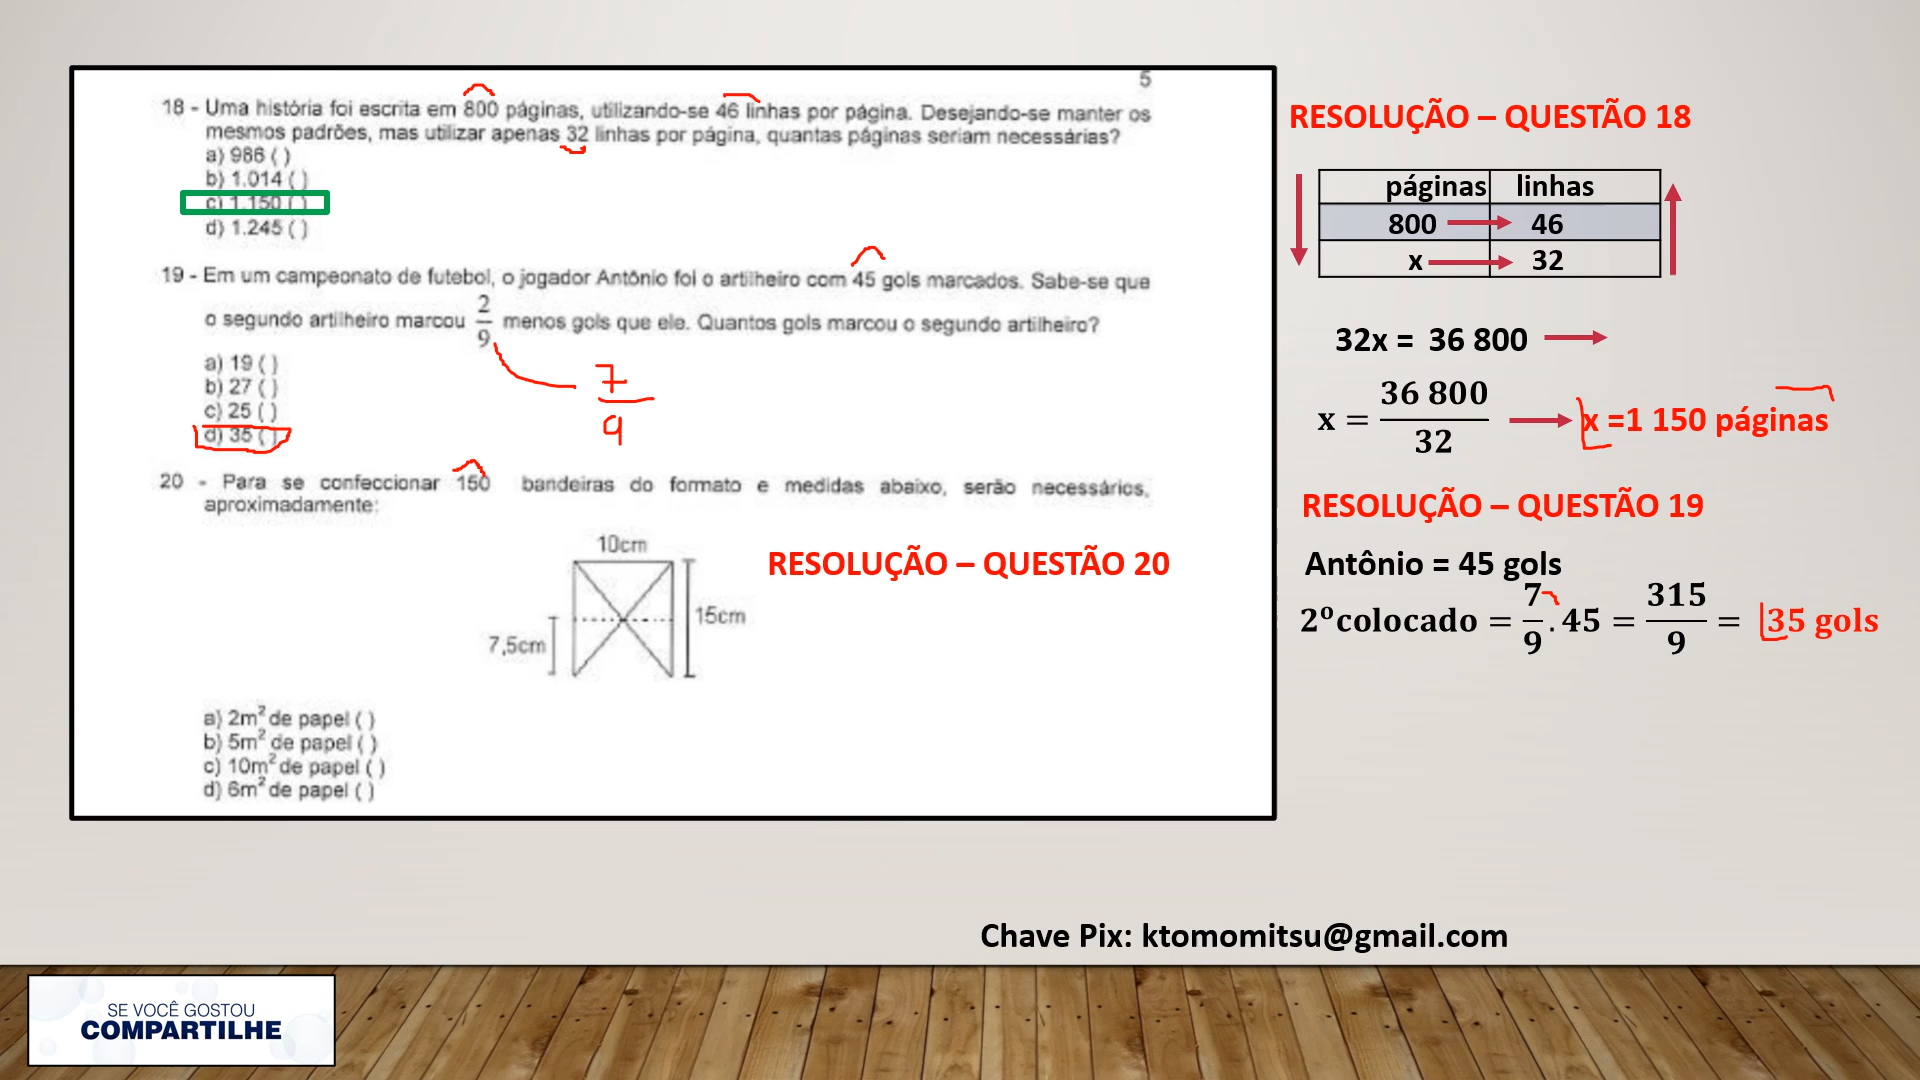 5
18 - Uma história foi escrita em 800 páginas, utilizando-se 46 linhas por página. Desejando-se manter os
mesmos padrões, mas utilizar apenas 32 linhas por página, quantas páginas seriam necessárias?
a) 986 ( )
b) 1.014 ( )
c) 1.150 ( )
d) 1.245 ( )
19 - Em um campeonato de futebol, o jogador Antônio foi o artilheiro com 45 gols marcados. Sabe-se que
o segundo artilheiro marcou 2/9 menos gols que ele. Quantos gols marcou o segundo artilheiro?
a) 19 ( )
b) 27 ( )
c) 25 ( )
d) 35 ( )
7/9
20 - Para se confeccionar 150 bandeiras do formato e medidas abaixo, serão necessários,
aproximadamente:
10cm
15cm
7,5cm
a) 2m² de papel ( )
b) 5m² de papel ( )
c) 10m² de papel ( )
d) 6m² de papel ( )
RESOLUÇÃO – QUESTÃO 20
RESOLUÇÃO – QUESTÃO 18
páginas linhas
800 46
x 32
32x = 36 800
x = 36 800/32 x =1 150 páginas
RESOLUÇÃO – QUESTÃO 19
Antônio = 45 gols
2º colocado = 7/9 . 45 = 315/9 = 35 gols
Chave Pix: ktomomitsu@gmail.com
SE VOCÊ GOSTOU
COMPARTILHE